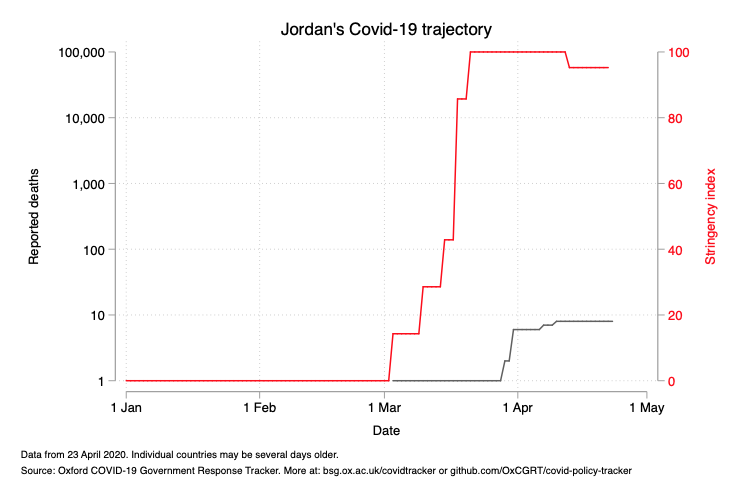 Jordan's Covid-19 trajectory
100,000
10,000
1,000
100
10
1
Reported deaths
100
80
60
40
20
0
Stringency index
1 Jan
1 Feb
1 Mar
1 Apr
1 May
Date
Data from 23 April 2020. Individual countries may be several days older.
Source: Oxford COVID-19 Government Response Tracker. More at: bsg.ox.ac.uk/covidtracker or github.com/OxCGRT/covid-policy-tracker